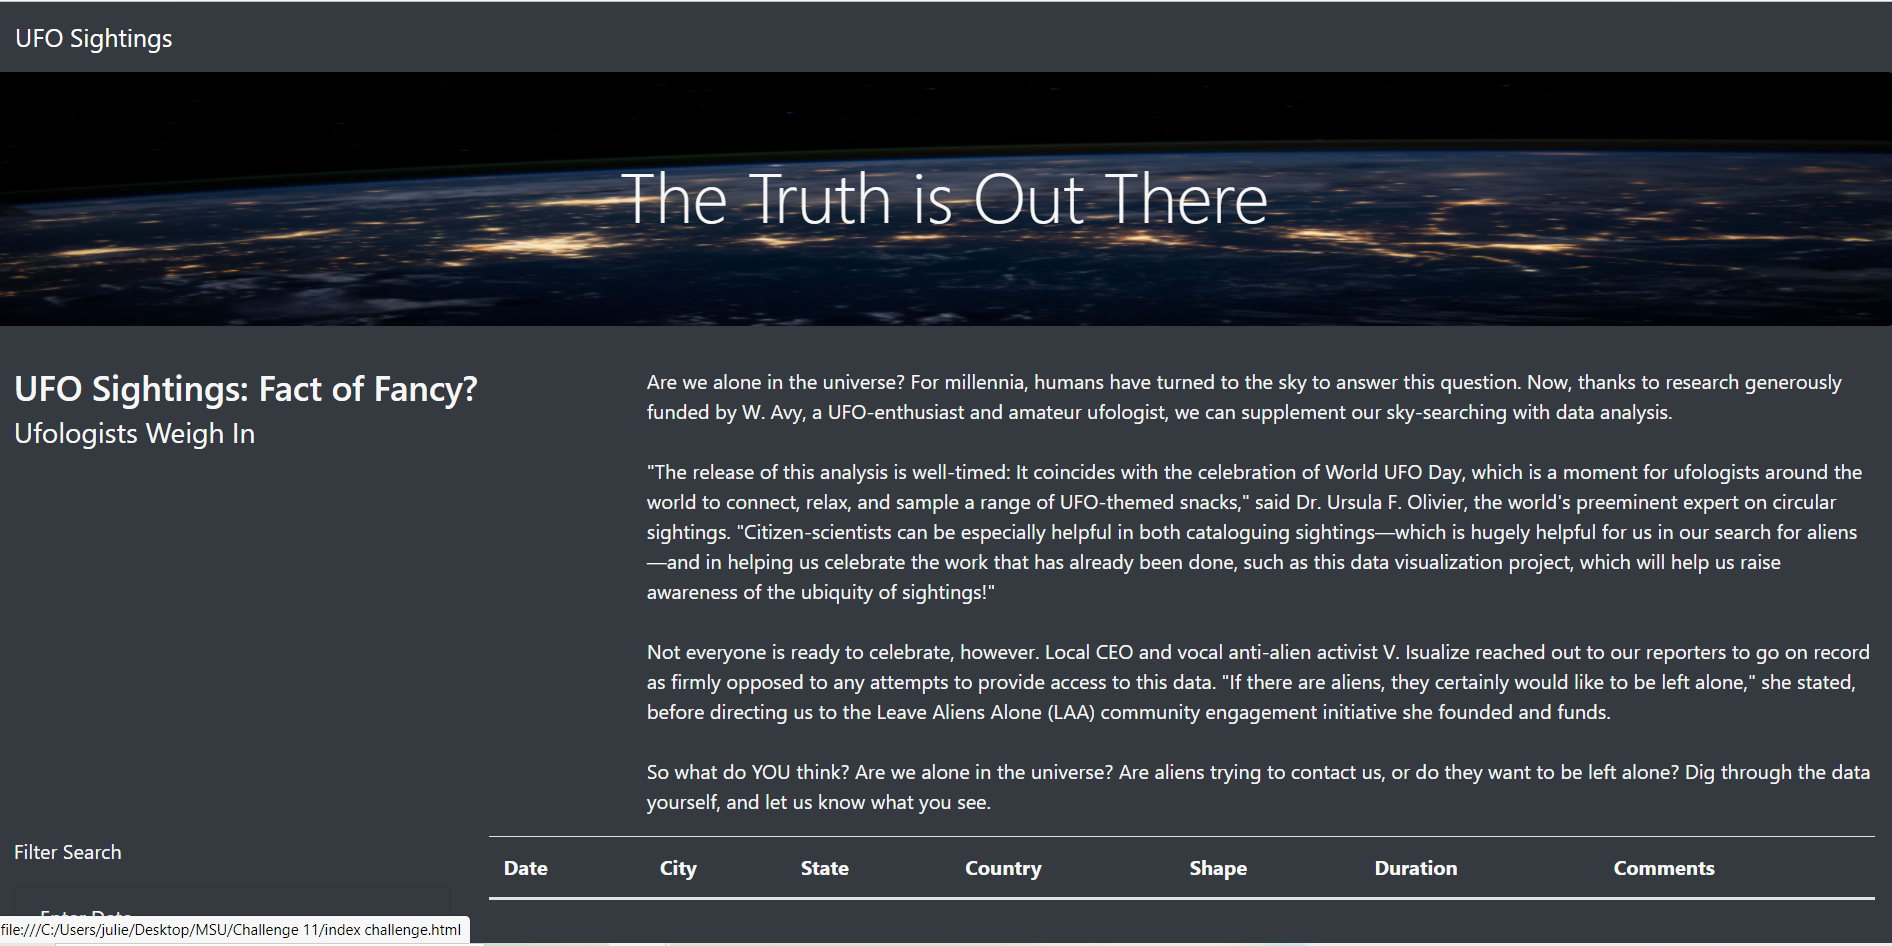 UFO Sightings
The Truth is Out There
UFO Sightings: Fact of Fancy?
Ufologists Weigh In
Are we alone in the universe? For millennia, humans have turned to the sky to answer this question. Now, thanks to research generously
funded by W. Avy, a UFO-enthusiast and amateur ufologist, we can supplement our sky-searching with data analysis.
"The release of this analysis is well-timed: It coincides with the celebration of World UFO Day, which is a moment for ufologists around the
world to connect, relax, and sample a range of UFO-themed snacks," said Dr. Ursula F. Olivier, the world's preeminent expert on circular
sightings. "Citizen-scientists can be especially helpful in both cataloguing sightings—which is hugely helpful for us in our search for aliens
—and in helping us celebrate the work that has already been done, such as this data visualization project, which will help us raise
awareness of the ubiquity of sightings!"
Not everyone is ready to celebrate, however. Local CEO and vocal anti-alien activist V. Isualize reached out to our reporters to go on record
as firmly opposed to any attempts to provide access to this data. "If there are aliens, they certainly would like to be left alone," she stated,
before directing us to the Leave Aliens Alone (LAA) community engagement initiative she founded and funds.
So what do YOU think? Are we alone in the universe? Are aliens trying to contact us, or do they want to be left alone? Dig through the data
yourself, and let us know what you see.
Filter Search
Date City State Country Shape Duration Comments
Enter Date
file:///C:/Users/julie/Desktop/MSU/Challenge 11/index challenge.html